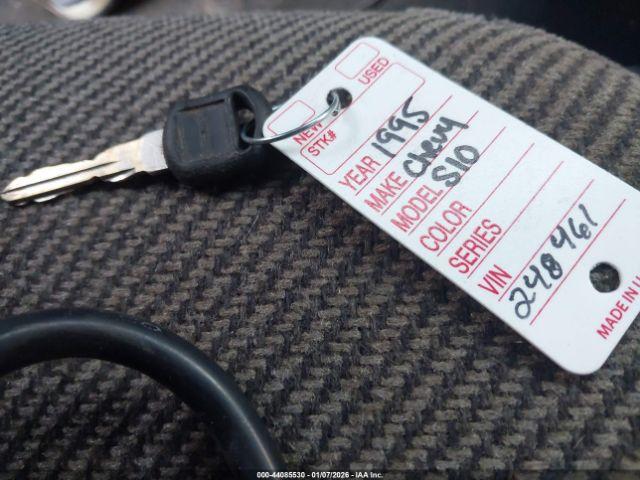 NEW USED
STK#
YEAR 1995
MAKE Chevy
MODEL S10
COLOR
SERIES
VIN
248461
MADE IN U
000-44085530 - 01/07/2026 - IAA Inc.